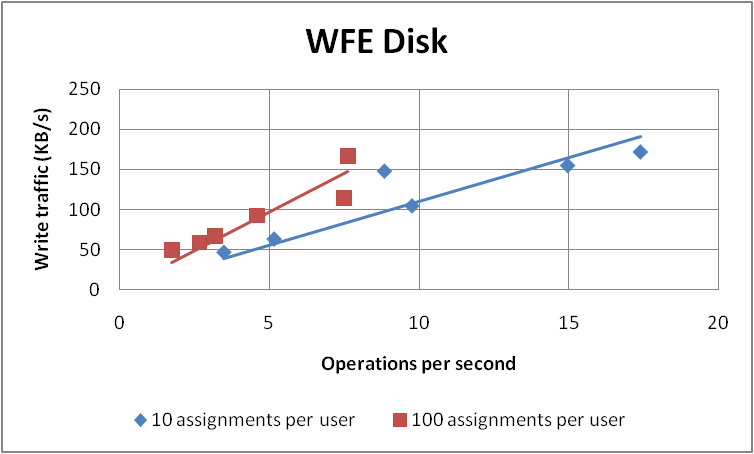 WFE Disk
Write traffic (KB/s)
250
200
150
100
50
0
0 5 10 15 20
Operations per second
10 assignments per user 100 assignments per user